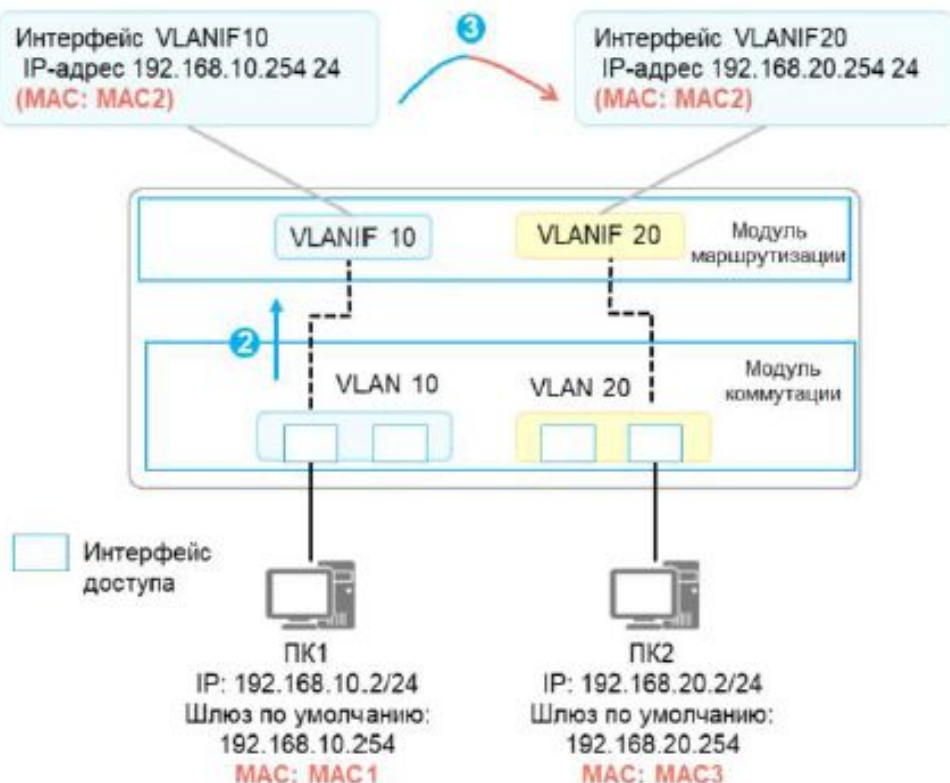 Интерфейс VLANIF10
IP-адрес 192.168.10.254 24
(MAC: MAC2)
3
Интерфейс VLANIF20
IP-адрес 192.168.20.254 24
(MAC: MAC2)
VLANIF 10
VLANIF 20
Модуль
маршрутизации
2
VLAN 10
VLAN 20
Модуль
коммутации
Интерфейс
доступа
ПК1
IP: 192.168.10.2/24
Шлюз по умолчанию:
192.168.10.254
MAC: MAC1
ПК2
IP: 192.168.20.2/24
Шлюз по умолчанию:
192.168.20.254
MAC: MAC3